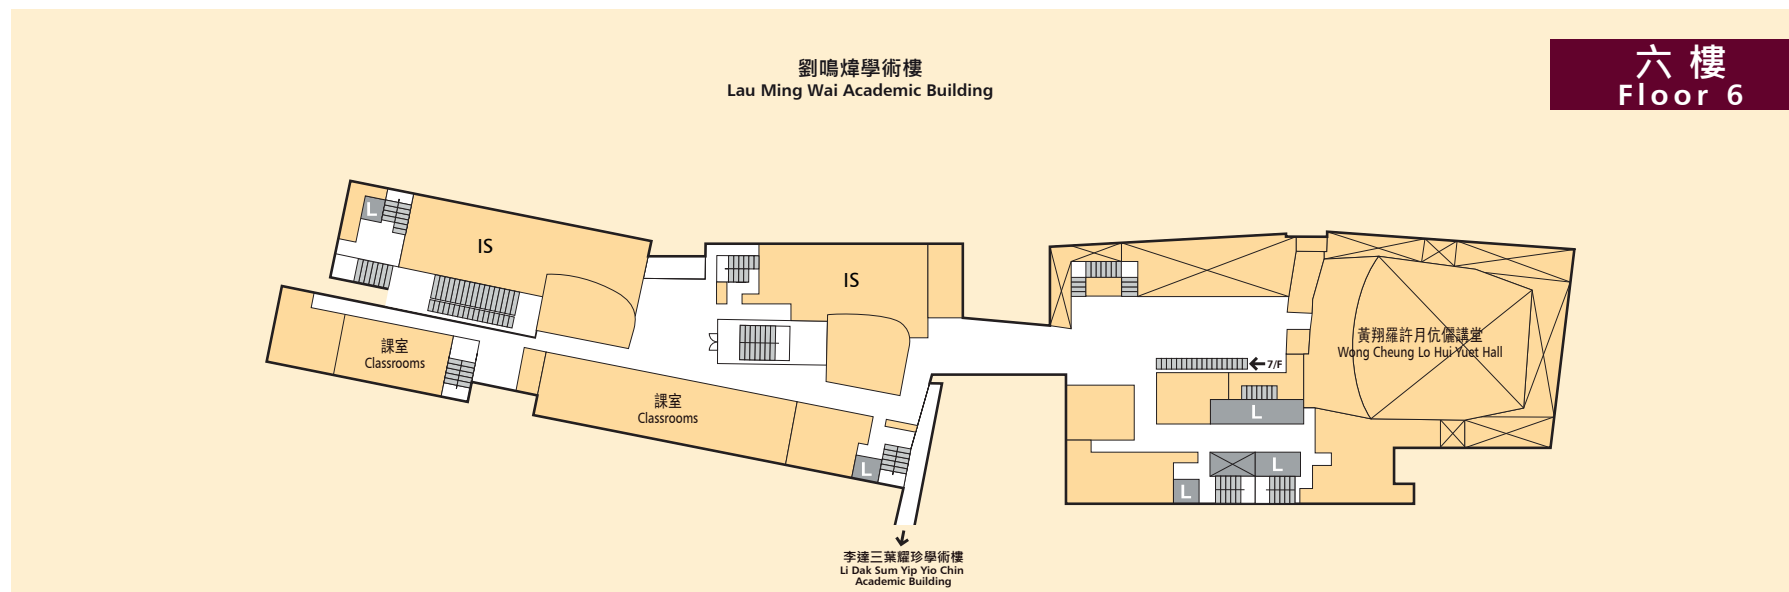 劉鳴煒學術樓
Lau Ming Wai Academic Building
六樓
Floor 6
L
IS
IS
課室
Classrooms
課室
Classrooms
L
黃翔羅許月伉儷講堂
Wong Cheung Lo Hui Yuet Hall
7/F
L
L
L
李達三葉耀珍學術樓
Li Dak Sum Yip Yio Chin
Academic Building